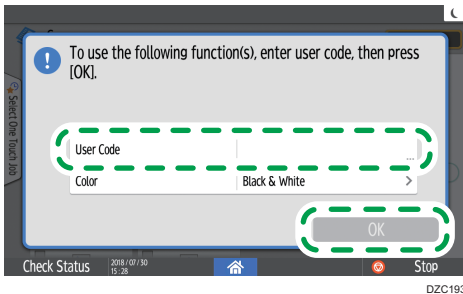 To use the following function(s), enter user code, then press
[OK].
Select One Touch Job
User Code
...
Color Black & White >
OK
Check Status 2018 / 07 / 30
15 : 28
Stop
DZC193